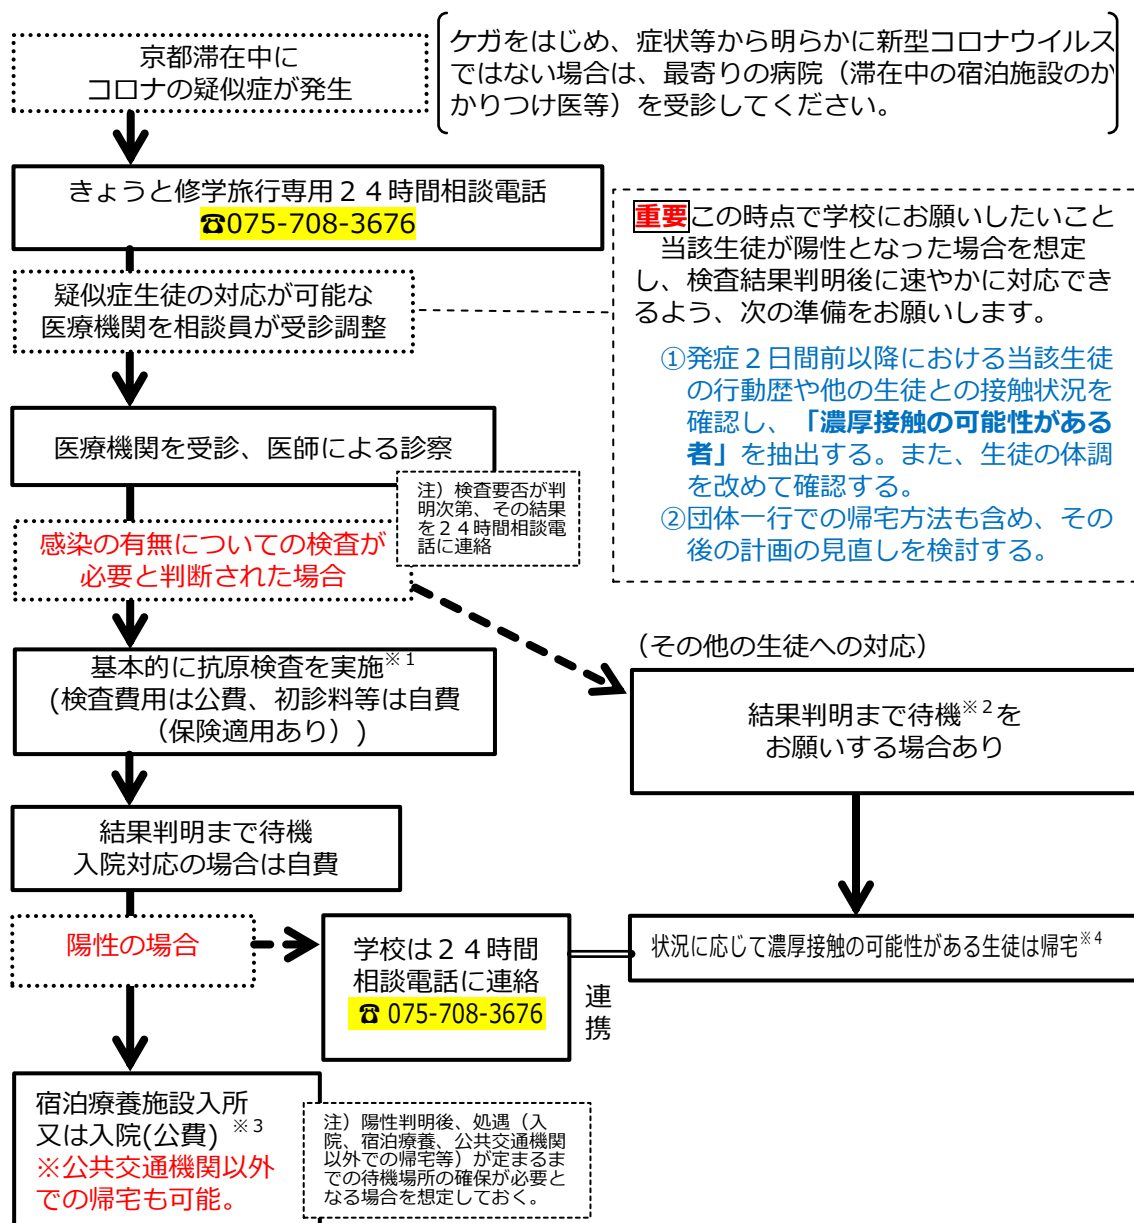 京都滞在中に
コロナの疑似症が発生
ケガをはじめ、症状等から明らかに新型コロナウイルス
ではない場合は、最寄りの病院（滞在中の宿泊施設のか
かりつけ医等）を受診してください。
きょうと修学旅行専用２４時間相談電話
☎075-708-3676
疑似症生徒の対応が可能な
医療機関を相談員が受診調整
重要この時点で学校にお願いしたいこと
当該生徒が陽性となった場合を想定
し、検査結果判明後に速やかに対応でき
るよう、次の準備をお願いします。
①発症２日間前以降における当該生徒
の行動歴や他の生徒との接触状況を
確認し、「濃厚接触の可能性がある
者」を抽出する。また、生徒の体調
を改めて確認する。
②団体一行での帰宅方法も含め、その
後の計画の見直しを検討する。
医療機関を受診、医師による診察
注）検査要否が判
明次第、その結果
を２４時間相談電
話に連絡
感染の有無についての検査が
必要と判断された場合
基本的に抗原検査を実施※1
(検査費用は公費、初診料等は自費
（保険適用あり）)
（その他の生徒への対応）
結果判明まで待機※2を
お願いする場合あり
結果判明まで待機
入院対応の場合は自費
陽性の場合
学校は２４時間
相談電話に連絡
☎ 075-708-3676
連
携
状況に応じて濃厚接触の可能性がある生徒は帰宅※4
宿泊療養施設入所
又は入院(公費) ※3
※公共交通機関以外
での帰宅も可能。
注）陽性判明後、処遇（入
院、宿泊療養、公共交通機関
以外での帰宅等）が定まるま
での待機場所の確保が必要と
なる場合を想定しておく。